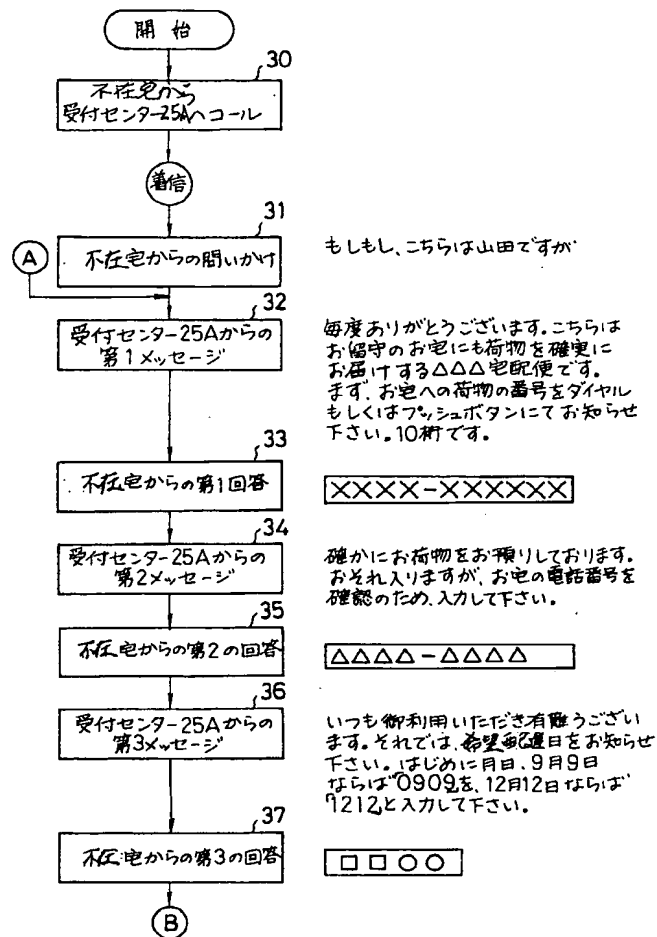 開始
30
不在宅から
受付センター25Aへコール
着信
31
不在宅からの問いかけ
もしもし、こちらは山田ですが
A
32
受付センター25Aからの
第1メッセージ
毎度ありがとうございます。こちらは
お留守のお宅にも荷物を確実に
お届けする△△△宅配便です。
まず、お宅への荷物の番号をダイヤル
もしくはプッシュボタンにてお知らせ
下さい。10桁です。
33
不在宅からの第1回答
××××-××××××
34
受付センター25Aからの
第2メッセージ
確かにお荷物をお預りしております。
おそれ入りますが、お宅の電話番号を
確認のため、入力して下さい。
35
不在宅からの第2の回答
△△△△-△△△△
36
受付センター25Aからの
第3メッセージ
いつも御利用いただき有難うござい
ます。それでは、希望配達日をお知らせ
下さい。はじめに月日、9月9日
ならば「0909」を、12月12日ならば
「1212」と入力して下さい。
37
不在宅からの第3の回答
□□○○
B